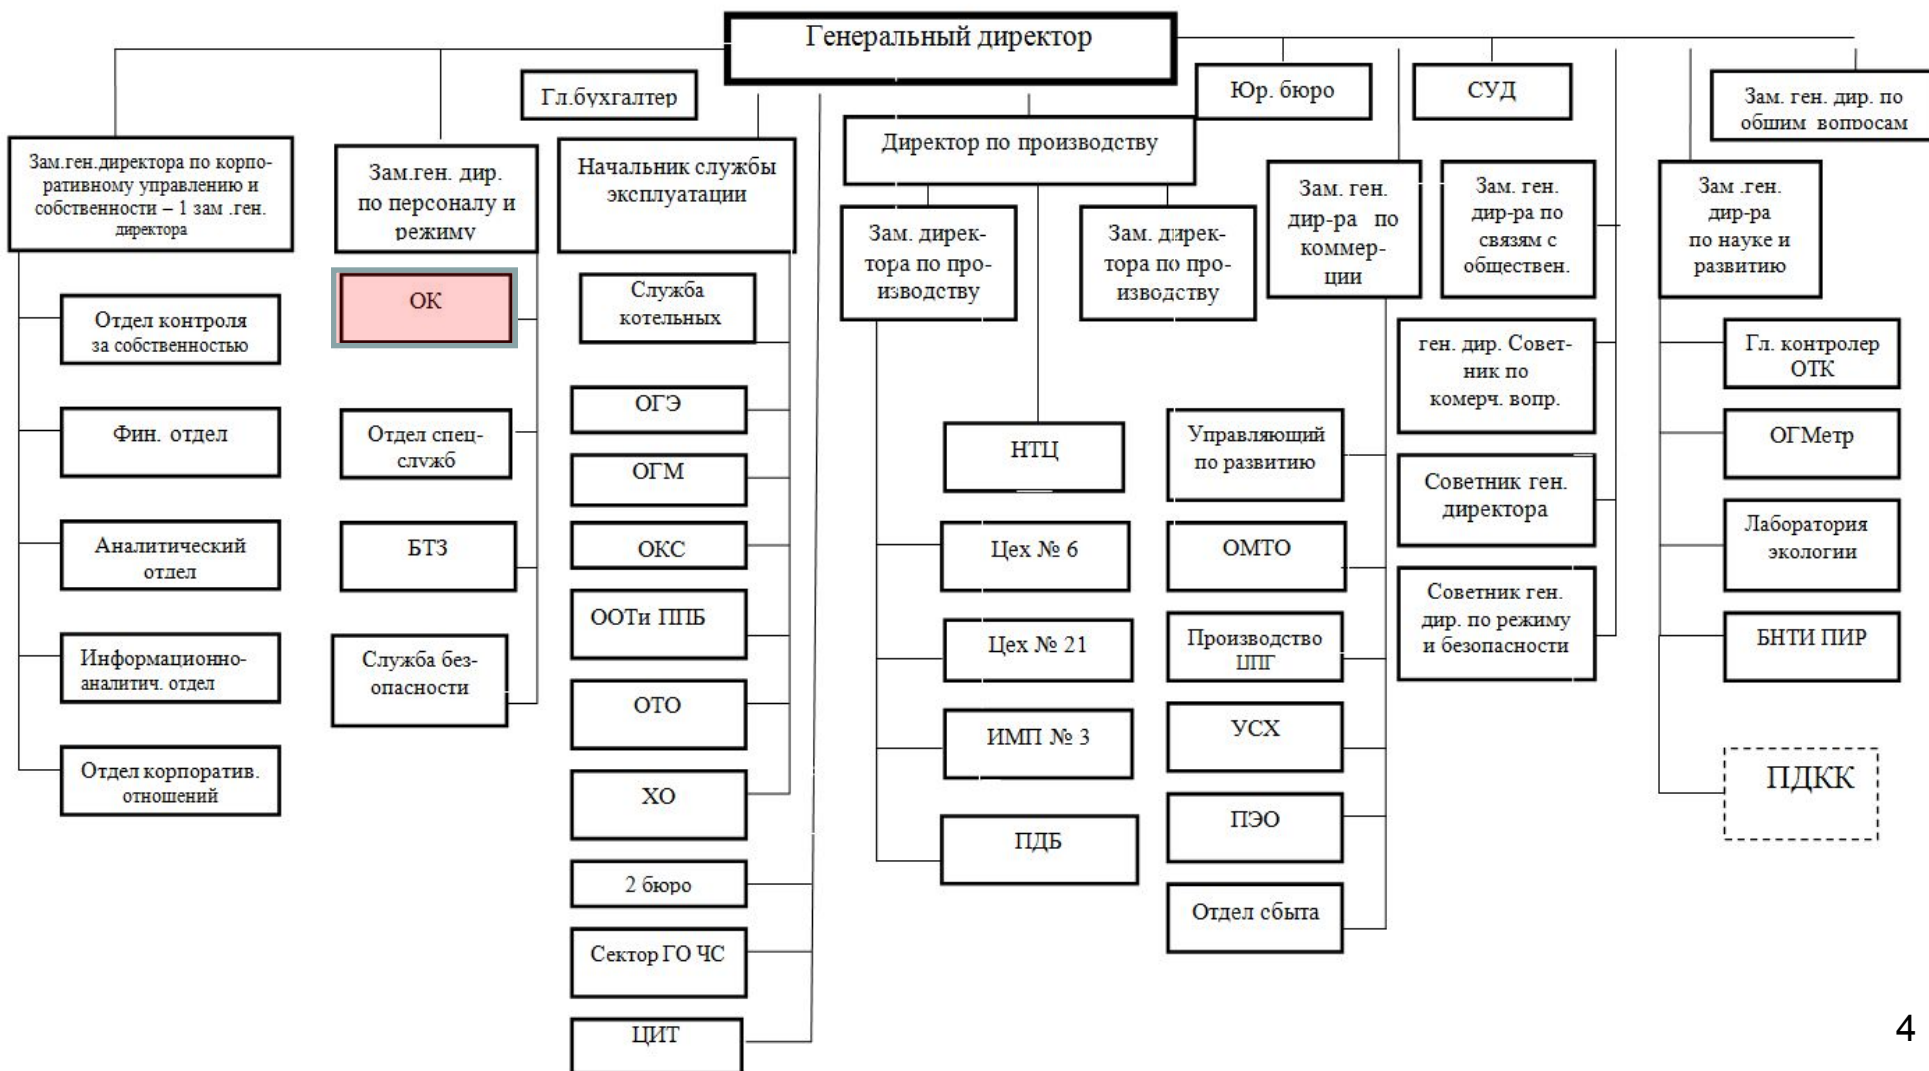 Генеральный директор
Гл.бухгалтер
Юр. бюро
СУД
Зам. ген. дир. по
общим вопросам
Зам.ген.директора по корпо-
ративному управлению и
собственности – 1 зам .ген.
директора
Зам.ген. дир.
по персоналу и
режиму
Начальник службы
эксплуатации
Директор по производству
Зам. дирек-
тора по про-
изводству
Зам. дирек-
тора по про-
изводству
Зам. ген.
дир-ра по
коммер-
ции
Зам. ген.
дир-ра по
связям с
обществен.
Зам .ген.
дир-ра
по науке и
развитию
Отдел контроля
за собственностью
Фин. отдел
Аналитический
отдел
Информационно-
аналитич. отдел
Отдел корпоратив.
отношений
ОК
Отдел спец-
служб
БТЗ
Служба без-
опасности
Служба
котельных
ОГЭ
ОГМ
ОКС
ООТи ППБ
ОТО
ХО
2 бюро
Сектор ГО ЧС
ЦИТ
НТЦ
Цех № 6
Цех № 21
ИМП № 3
ПДБ
Управляющий
по развитию
ОМТО
Производство
ЦПГ
УСХ
ПЭО
Отдел сбыта
ген. дир. Совет-
ник по
комерч. вопр.
Советник ген.
директора
Советник ген.
дир. по режиму
и безопасности
Гл. контролер
ОТК
ОГМетр
Лаборатория
экологии
БНТИ ПИР
ПДКК
4